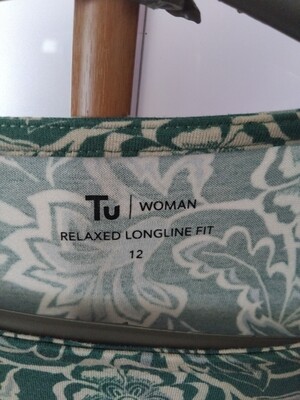 Tu | WOMAN
RELAXED LONGLINE FIT
12